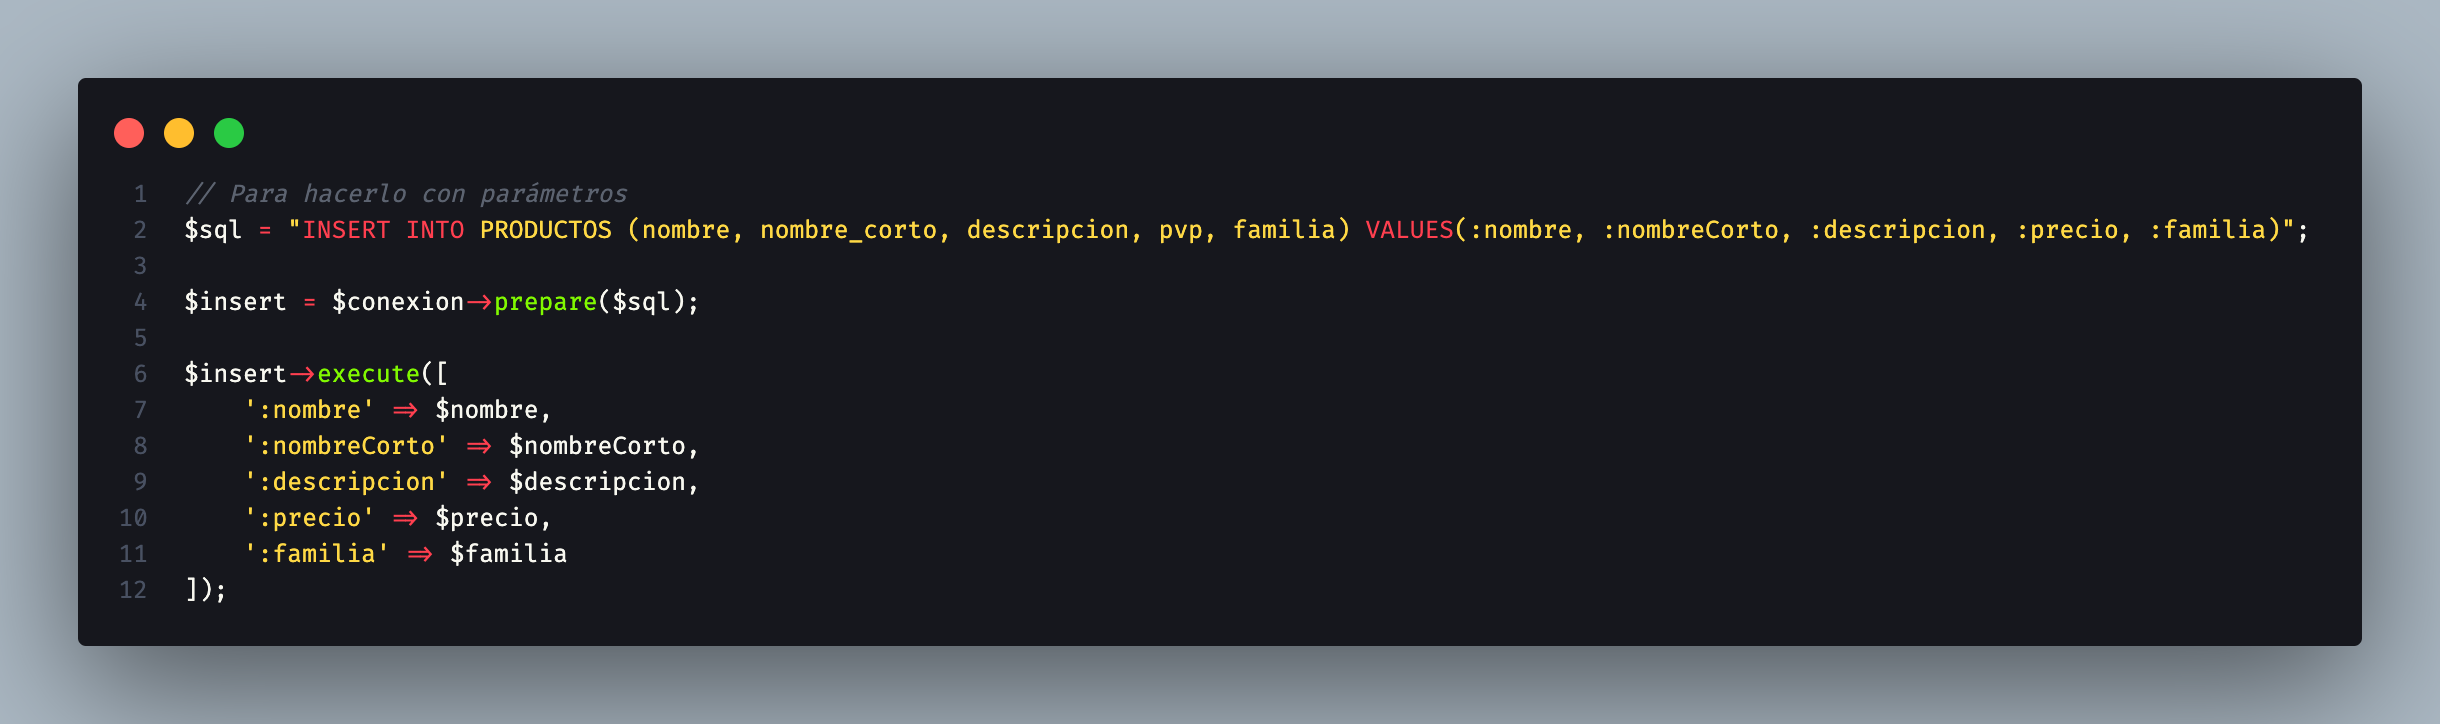 1 // Para hacerlo con parámetros
2 $sql = "INSERT INTO PRODUCTOS (nombre, nombre_corto, descripcion, pvp, familia) VALUES(:nombre, :nombreCorto, :descripcion, :precio, :familia)";
3
4 $insert = $conexion->prepare($sql);
5
6 $insert->execute([
7     ':nombre' => $nombre,
8     ':nombreCorto' => $nombreCorto,
9     ':descripcion' => $descripcion,
10     ':precio' => $precio,
11     ':familia' => $familia
12 ]);